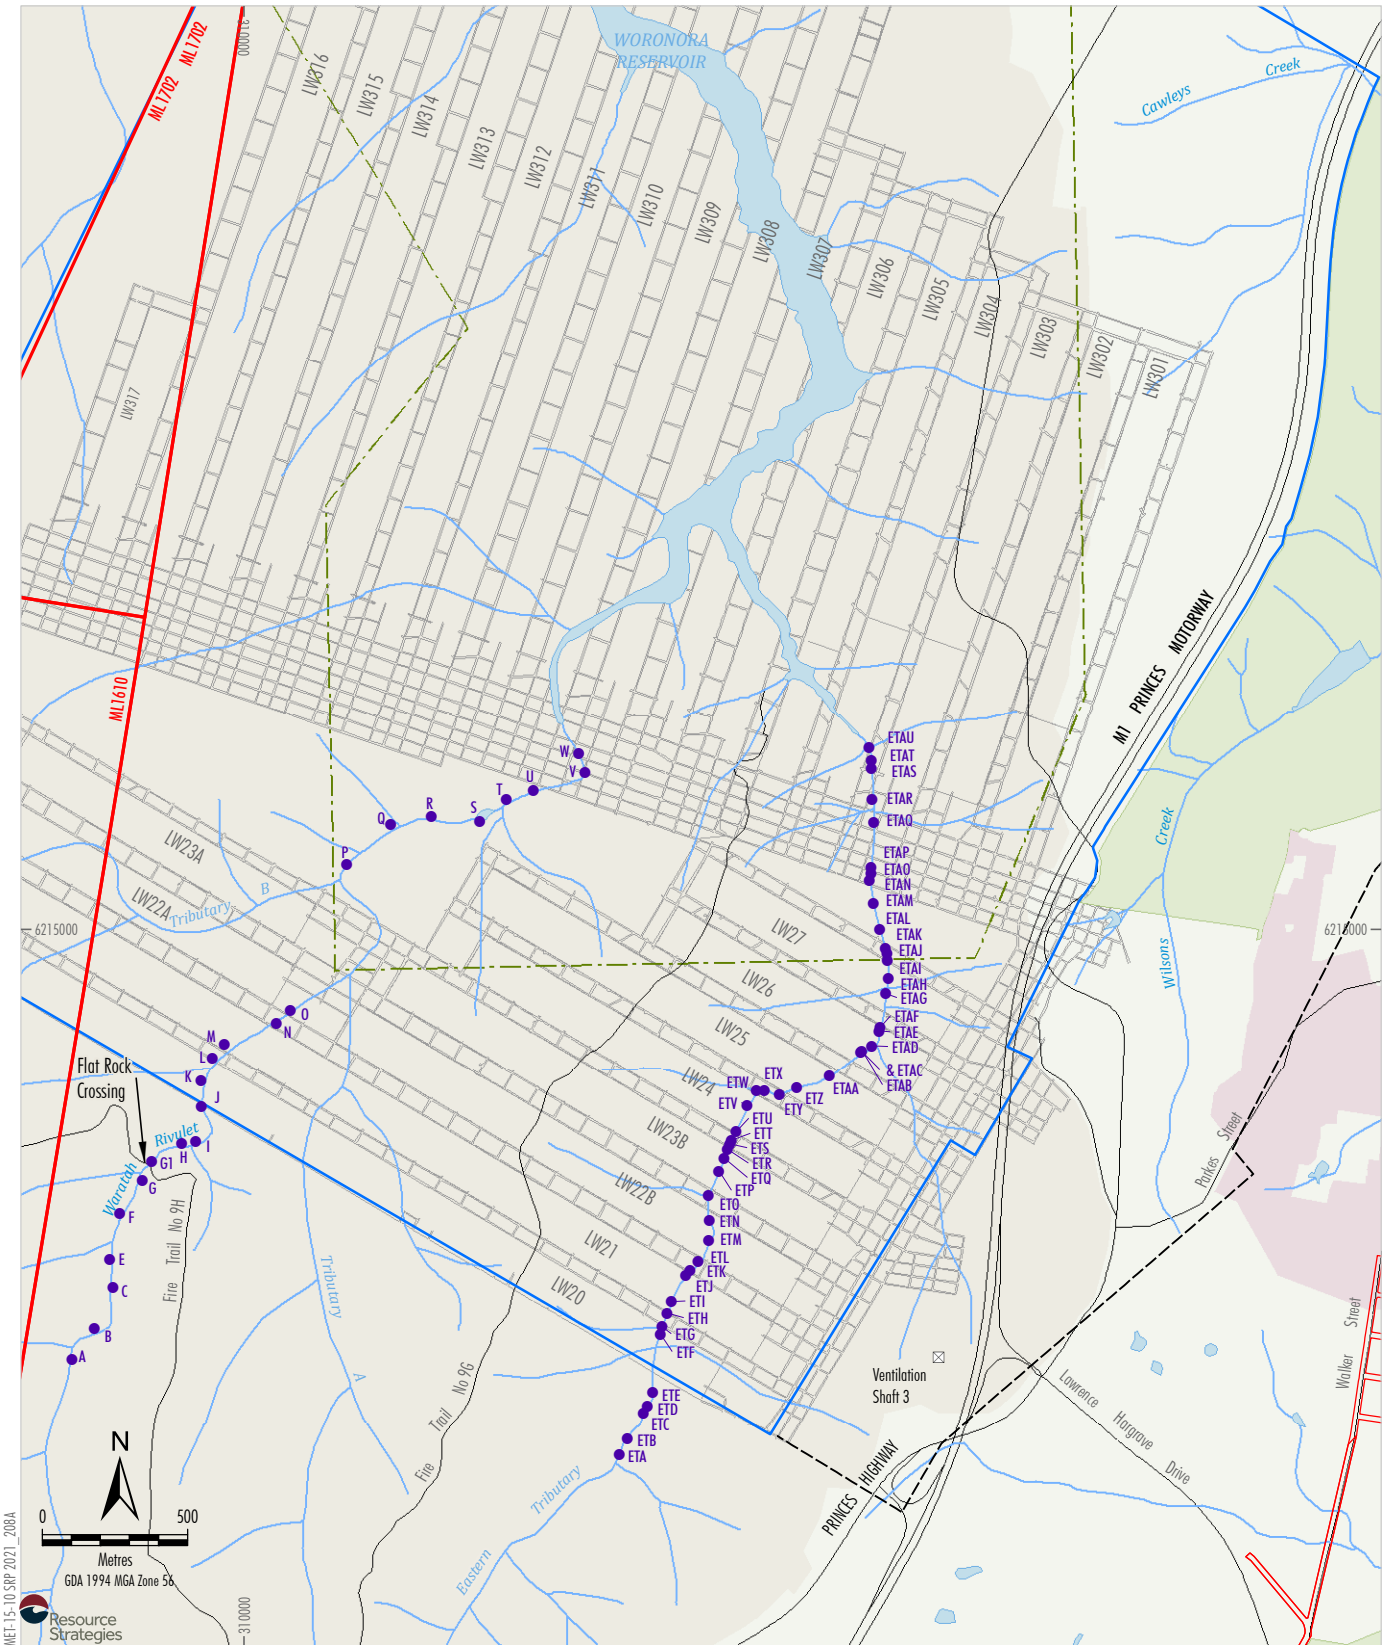 ML1702
ML1702
310000
WORONORA
RESERVOIR
Cawleys
Creek
LW316
LW315
LW314
LW313
LW312
LW311
LW310
LW309
LW308
LW307
LW306
LW305
LW304
LW303
LW302
LW301
LW317
ML1610
M1 PRINCES MOTORWAY
ETAU
ETAT
ETAS
ETAR
ETAQ
ETAP
ETAO
ETAN
ETAM
ETAL
ETAK
ETAJ
ETAI
ETAH
ETAG
ETAF
ETAE
ETAD
& ETAC
ETAB
ETAA
ETZ
ETY
ETX
ETW
ETV
ETU
ETT
ETS
ETR
ETQ
ETP
ETO
ETN
ETM
ETL
ETK
ETJ
ETI
ETH
ETG
ETF
ETE
ETD
ETC
ETB
ETA
W
V
U
T
S
R
Q
P
O
N
M
L
K
J
I
H
G1
G
F
E
C
B
A
LW23A
LW22A
Tributary B
LW27
LW26
LW25
LW24
LW23B
LW22B
LW21
LW20
6215000
6215000
Creek
Wilsons
Flat Rock
Crossing
Rivulet
Waratah
Fire Trail No 9H
Tributary
A
Fire Trail No 9G
Eastern Tributary
Parkes Street
Walker Street
Ventilation
Shaft 3
Lawrence Hargrave Drive
PRINCES HIGHWAY
N
0 500
Metres
GDA 1994 MGA Zone 56
310000
Resource
Strategies
MET-15-10 SRP 2021_208A